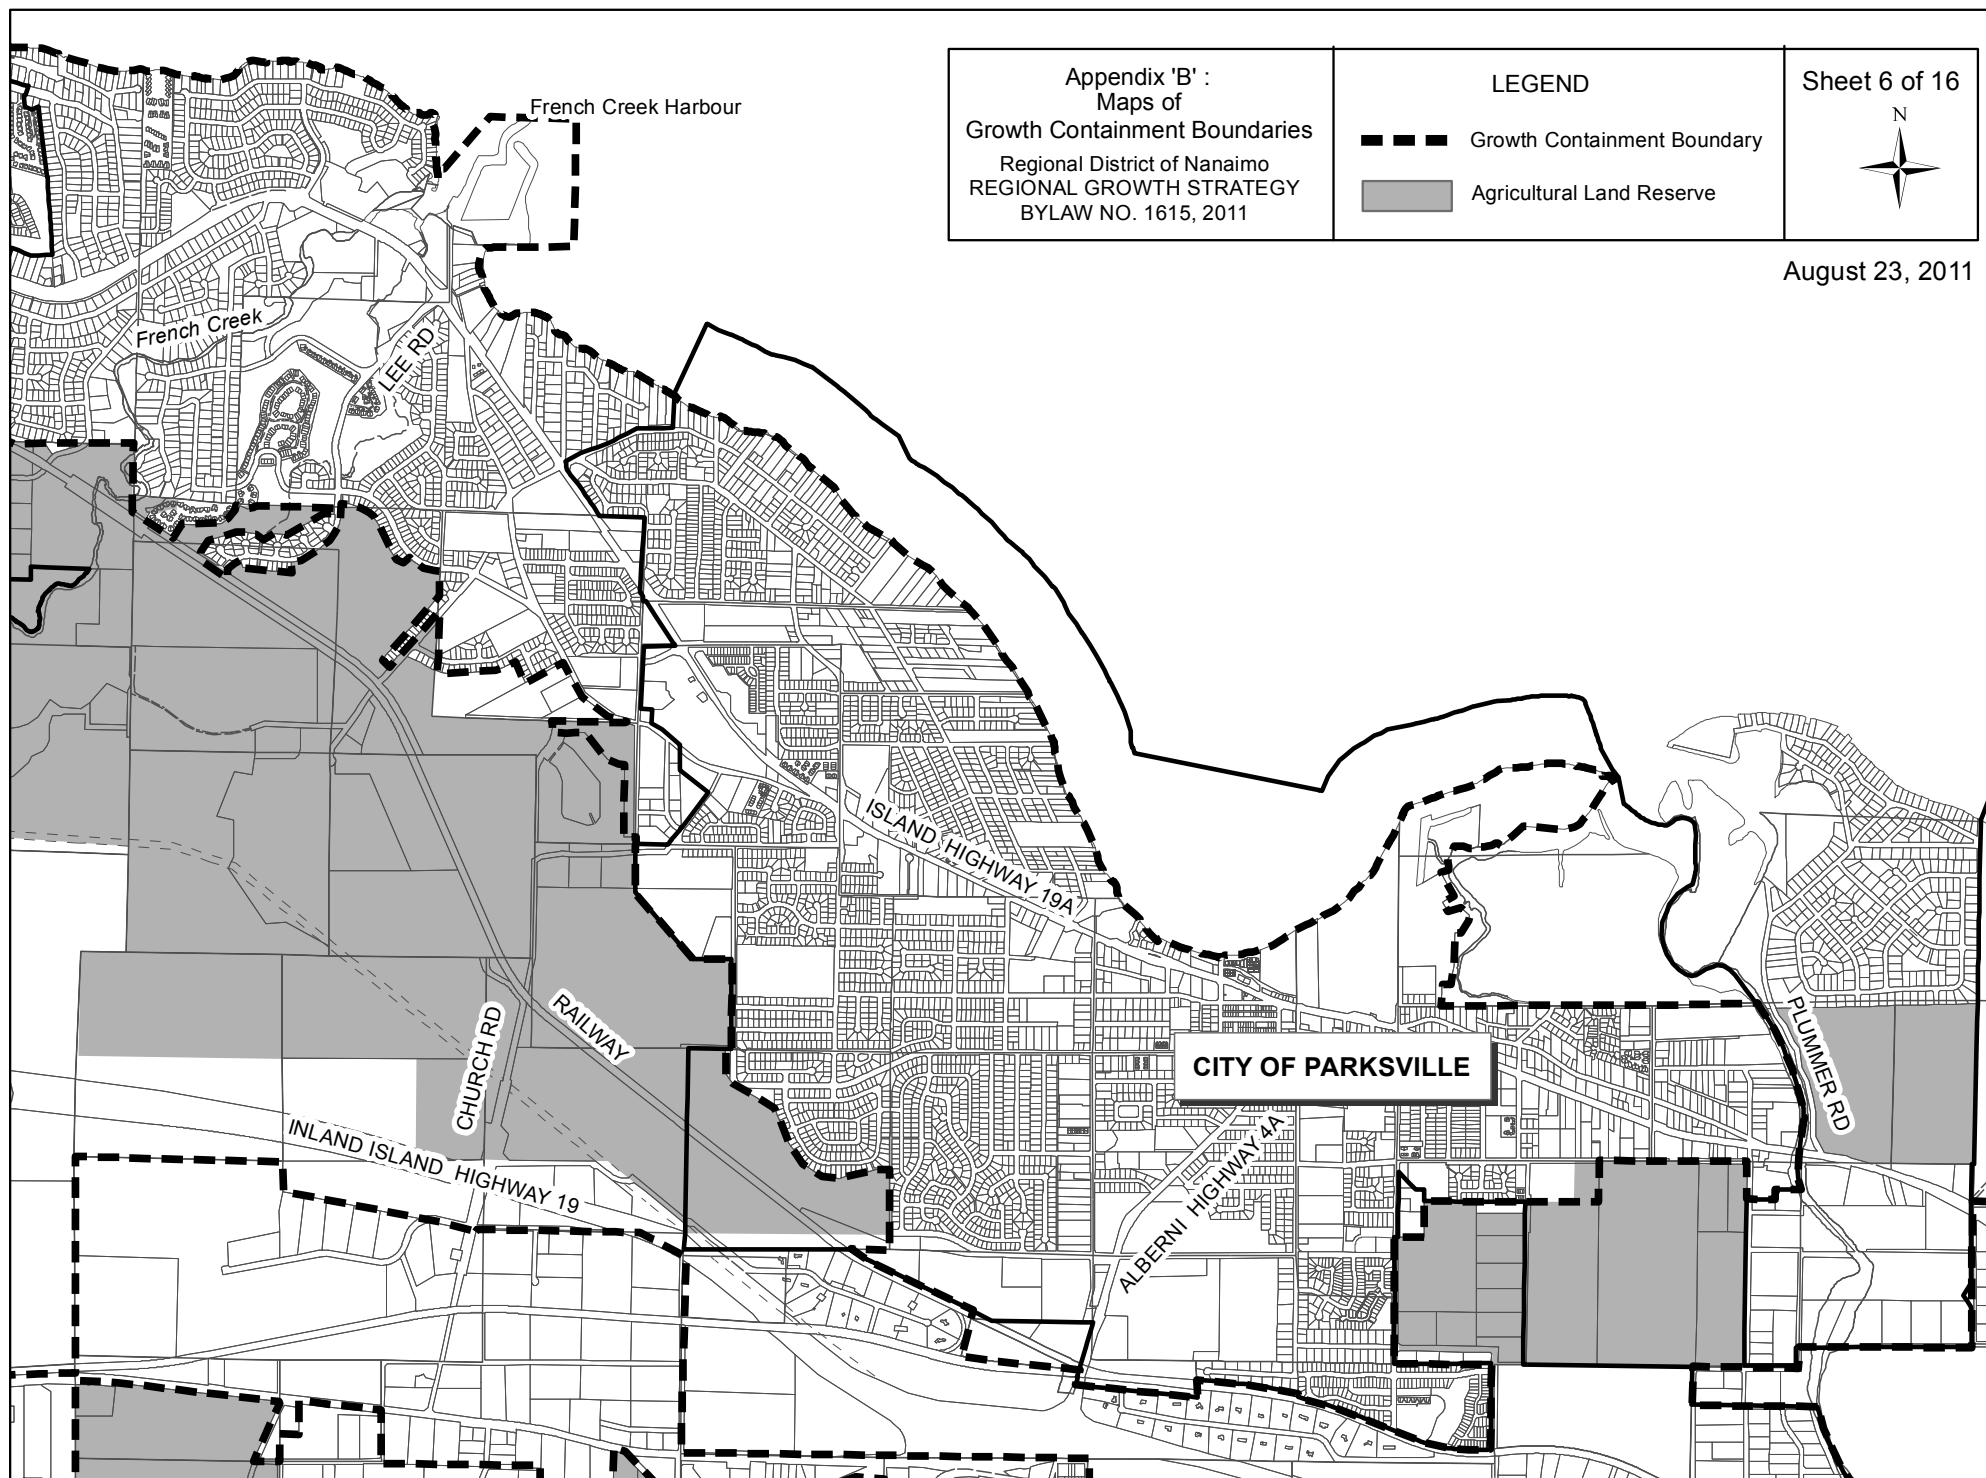 Appendix 'B' :
Maps of
Growth Containment Boundaries
Regional District of Nanaimo
REGIONAL GROWTH STRATEGY
BYLAW NO. 1615, 2011
LEGEND
Growth Containment Boundary
Agricultural Land Reserve
Sheet 6 of 16
N
August 23, 2011
French Creek Harbour
French Creek
LEE RD
ISLAND HIGHWAY 19A
CHURCH RD
RAILWAY
PLUMMER RD
CITY OF PARKSVILLE
INLAND ISLAND HIGHWAY 19
ALBERNI HIGHWAY 4A